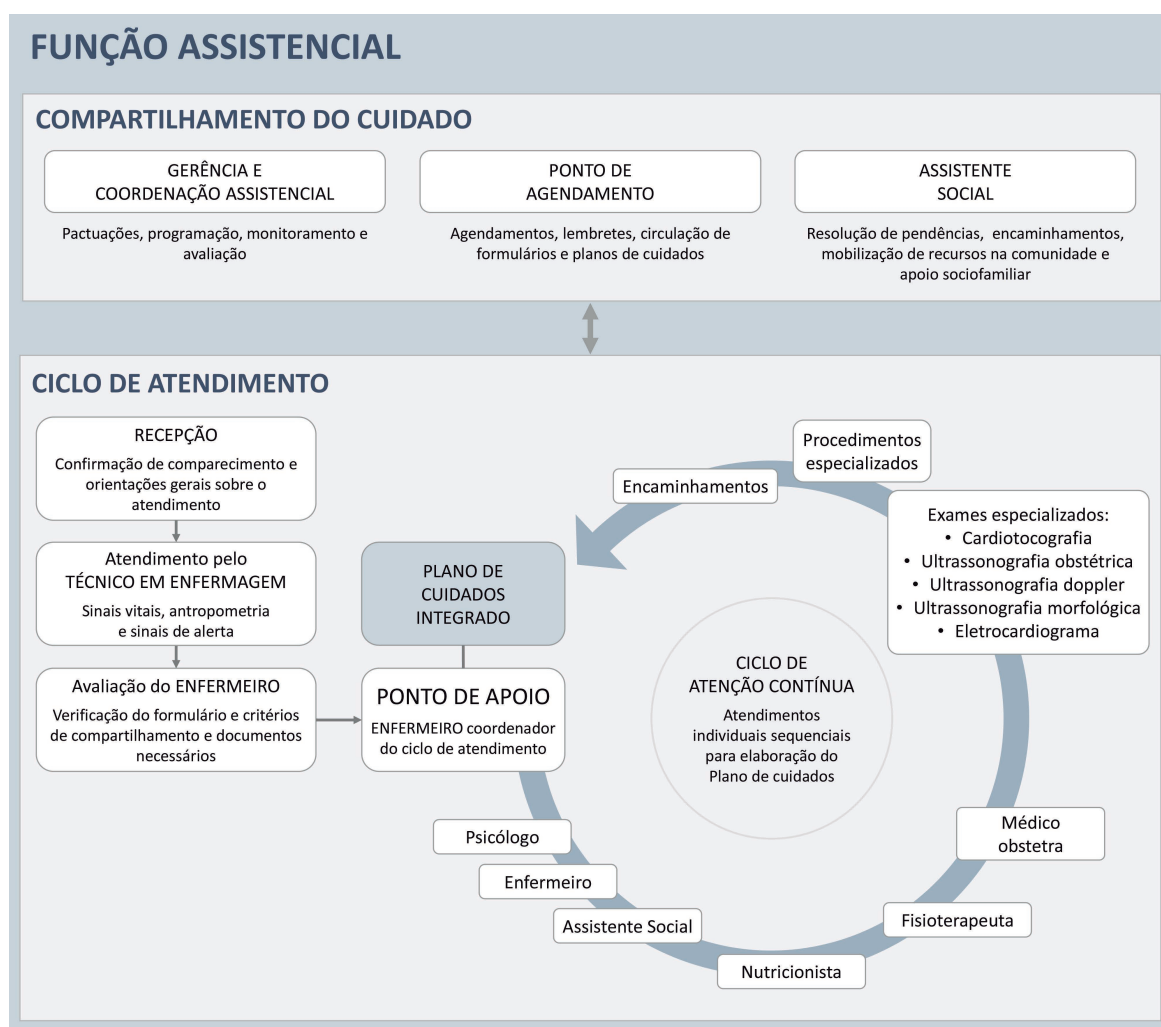 FUNÇÃO ASSISTENCIAL
COMPARTILHAMENTO DO CUIDADO
GERÊNCIA E
COORDENAÇÃO ASSISTENCIAL
Pactuações, programação, monitoramento e
avaliação
PONTO DE
AGENDAMENTO
Agendamentos, lembretes, circulação de
formulários e planos de cuidados
ASSISTENTE
SOCIAL
Resolução de pendências, encaminhamentos,
mobilização de recursos na comunidade e
apoio sociofamiliar
CICLO DE ATENDIMENTO
RECEPÇÃO
Confirmação de comparecimento e
orientações gerais sobre o
atendimento
Atendimento pelo
TÉCNICO EM ENFERMAGEM
Sinais vitais, antropometria
e sinais de alerta
Avaliação do ENFERMEIRO
Verificação do formulário e critérios
de compartilhamento e documentos
necessários
PLANO DE
CUIDADOS
INTEGRADO
PONTO DE APOIO
ENFERMEIRO coordenador
do ciclo de atendimento
Psicólogo
Enfermeiro
Assistente Social
Nutricionista
Fisioterapeuta
Médico
obstetra
Exames especializados:
• Cardiotocografia
• Ultrassonografia obstétrica
• Ultrassonografia doppler
• Ultrassonografia morfológica
• Eletrocardiograma
Procedimentos
especializados
Encaminhamentos
CICLO DE
ATENÇÃO CONTÍNUA
Atendimentos
individuais sequenciais
para elaboração do
Plano de cuidados